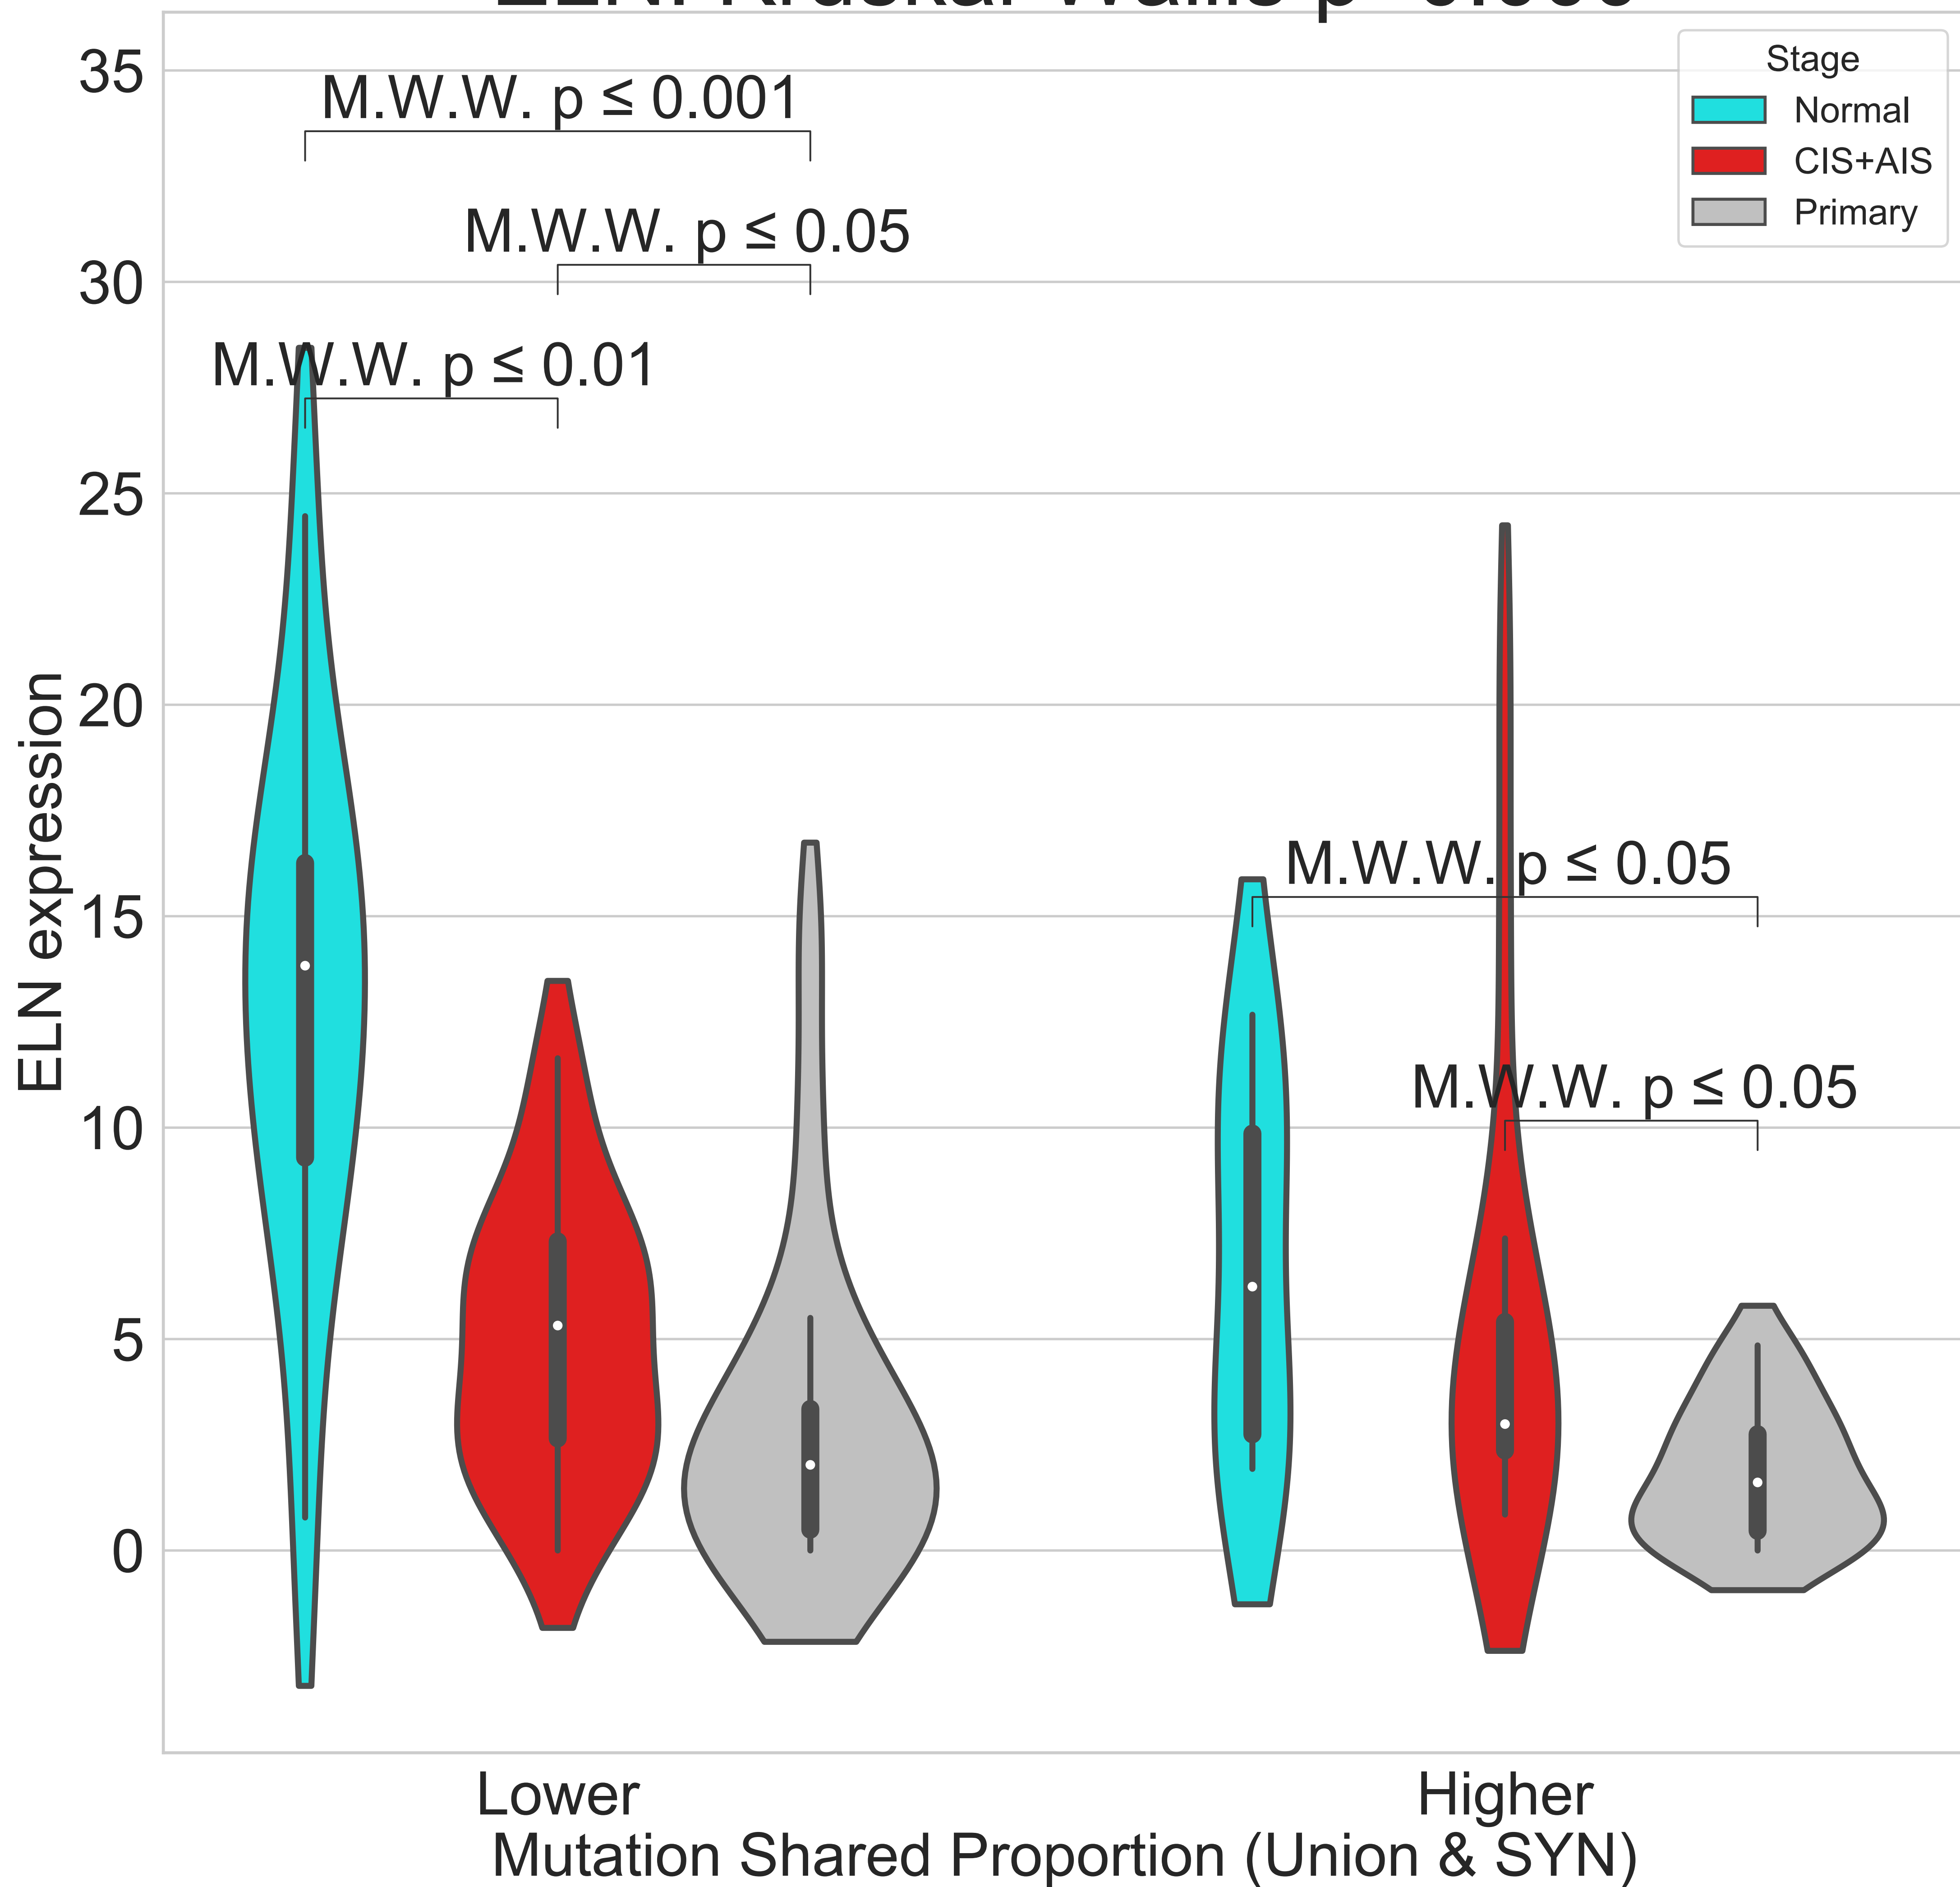 Stage
Normal
CIS+AIS
Primary
M.W.W. p ≤ 0.001
M.W.W. p ≤ 0.05
M.W.W. p ≤ 0.01
M.W.W. p ≤ 0.05
M.W.W. p ≤ 0.05
35
30
25
20
15
10
5
0
ELN expression
Lower
Higher
Mutation Shared Proportion (Union & SYN)